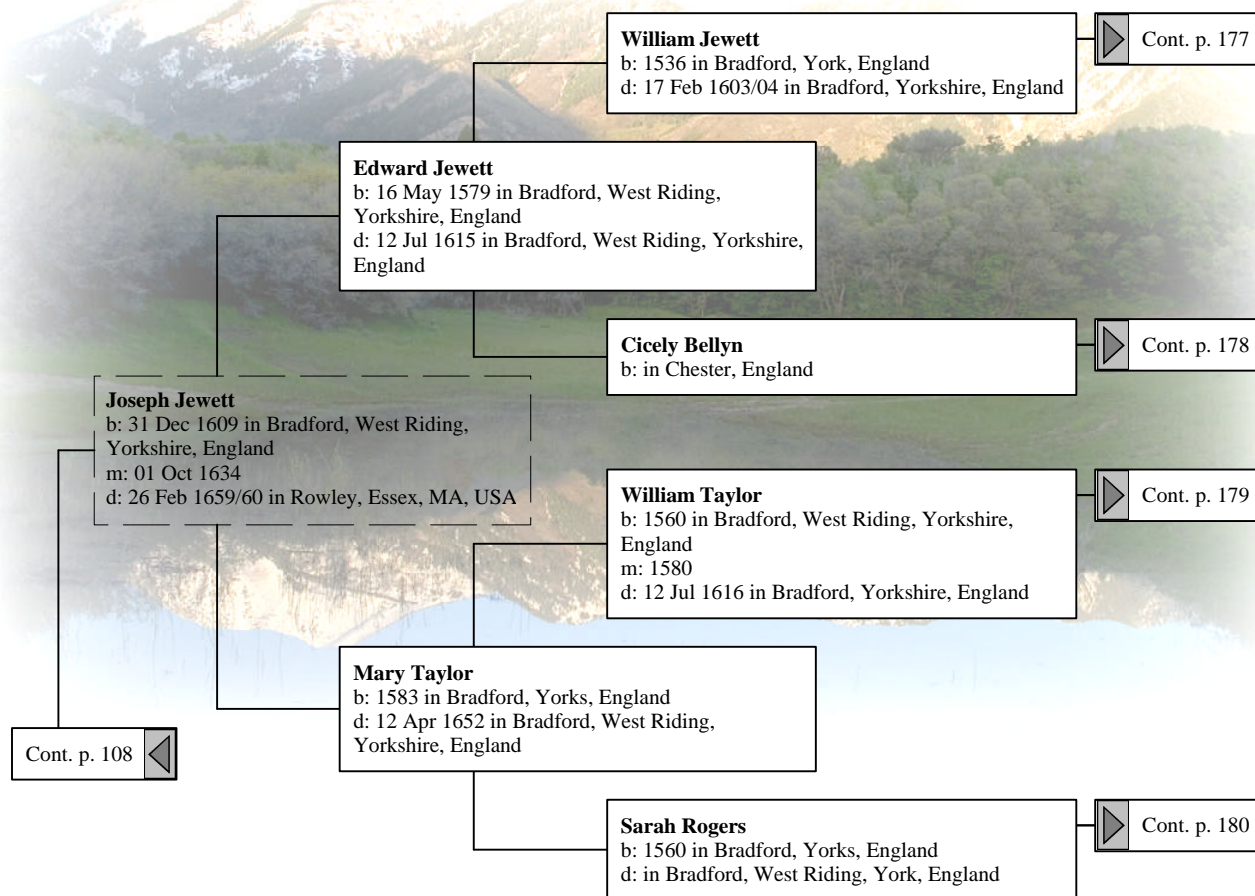 William Jewett
b: 1536 in Bradford, York, England
d: 17 Feb 1603/04 in Bradford, Yorkshire, England
Cont. p. 177
Edward Jewett
b: 16 May 1579 in Bradford, West Riding,
Yorkshire, England
d: 12 Jul 1615 in Bradford, West Riding, Yorkshire,
England
Cicely Bellyn
b: in Chester, England
Cont. p. 178
Joseph Jewett
b: 31 Dec 1609 in Bradford, West Riding,
Yorkshire, England
m: 01 Oct 1634
d: 26 Feb 1659/60 in Rowley, Essex, MA, USA
William Taylor
b: 1560 in Bradford, West Riding, Yorkshire,
England
m: 1580
d: 12 Jul 1616 in Bradford, Yorkshire, England
Cont. p. 179
Mary Taylor
b: 1583 in Bradford, Yorks, England
d: 12 Apr 1652 in Bradford, West Riding,
Yorkshire, England
Cont. p. 108
Sarah Rogers
b: 1560 in Bradford, Yorks, England
d: in Bradford, West Riding, York, England
Cont. p. 180